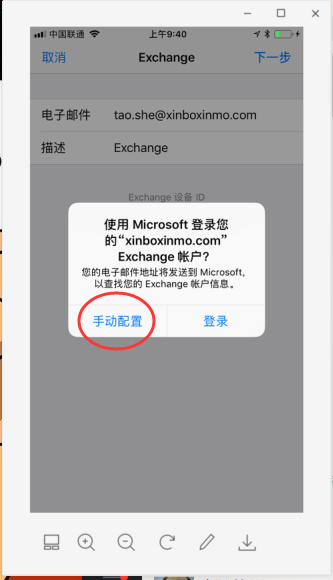 中国联通 上午9:40
取消 Exchange 下一步
电子邮件 tao.she@xinboxinmo.com
描述 Exchange
Exchange 设备 ID
使用 Microsoft 登录您
的“xinboxinmo.com”
Exchange 帐户?
您的电子邮件地址将发送到 Microsoft,
以查找您的 Exchange 帐户信息。
手动配置 登录